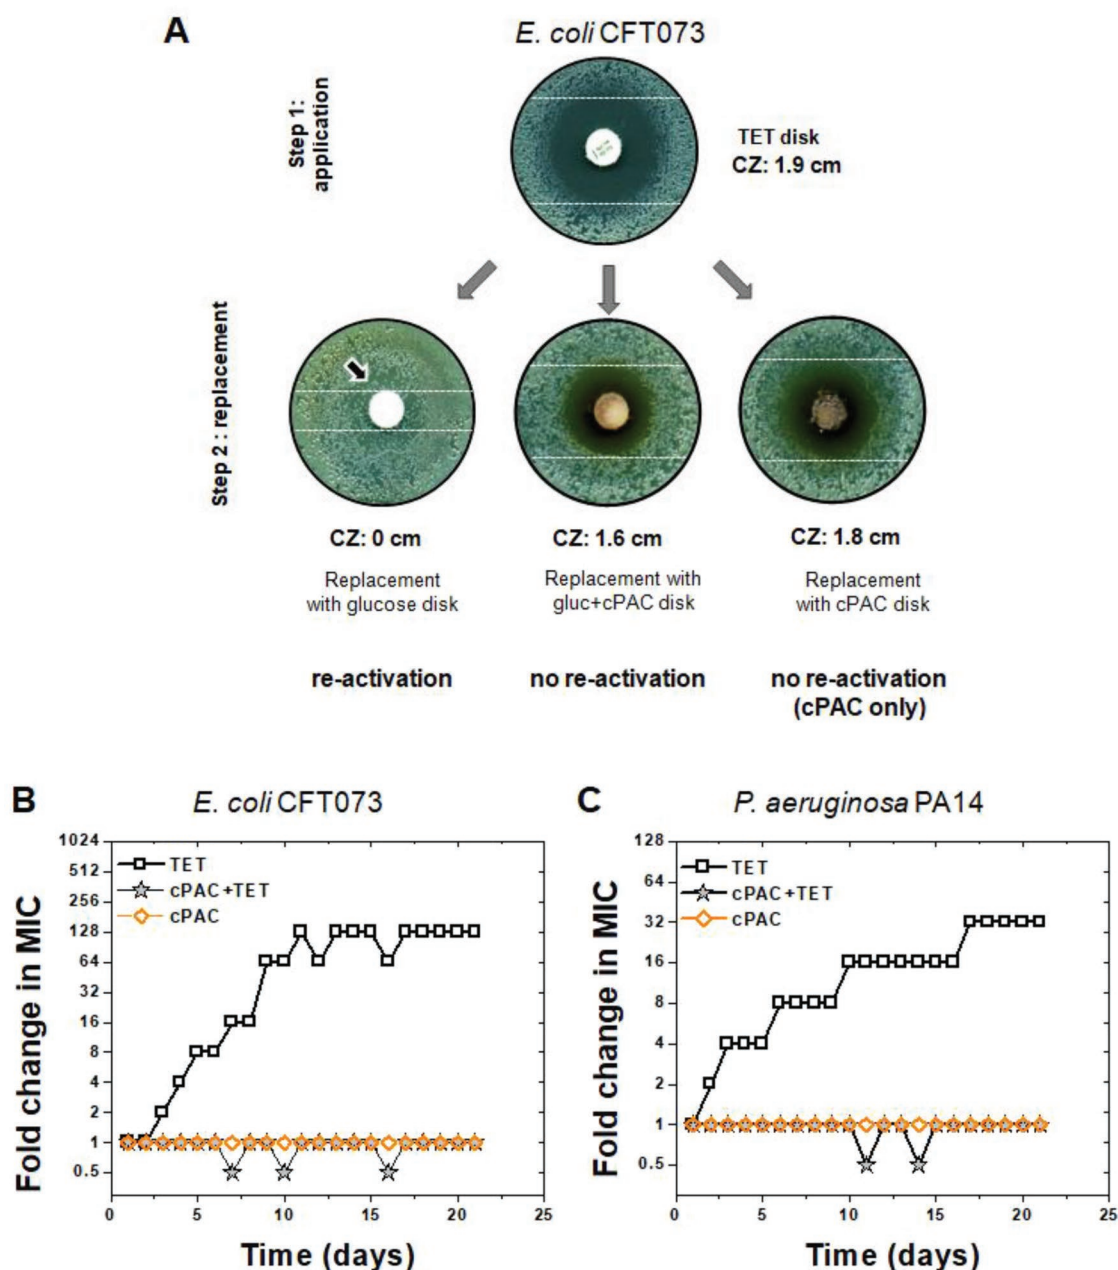 A
E. coli CFT073
Step 1 :
application
TET disk
CZ: 1.9 cm
Step 2 : replacement
CZ: 0 cm
CZ: 1.6 cm
CZ: 1.8 cm
Replacement
with glucose disk
Replacement with
gluc+cPAC disk
Replacement
with cPAC disk
re-activation
no re-activation
no re-activation
(cPAC only)
B
E. coli CFT073
Fold change in MIC
1024
512
256
128
64
32
16
8
4
2
1
0.5
TET
cPAC+TET
cPAC
0 5 10 15 20 25
Time (days)
C
P. aeruginosa PA14
Fold change in MIC
128
64
32
16
8
4
2
1
0.5
TET
cPAC+TET
cPAC
0 5 10 15 20 25
Time (days)